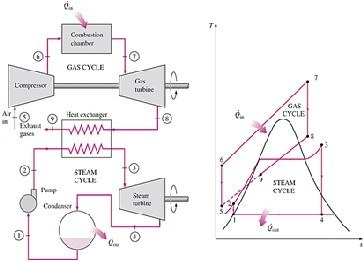 Q̇in
Combustion
chamber
6
7
GAS CYCLE
Compressor
Gas
turbine
Air
in
5
Exhaust
gases
9
Heat exchanger
8
2
3
STEAM
CYCLE
Pump
Condenser
Steam
turbine
Q̇out
1
4
T
7
GAS
CYCLE
Q̇in
8
3
6
STEAM
CYCLE
5
1
Q̇out
4
s